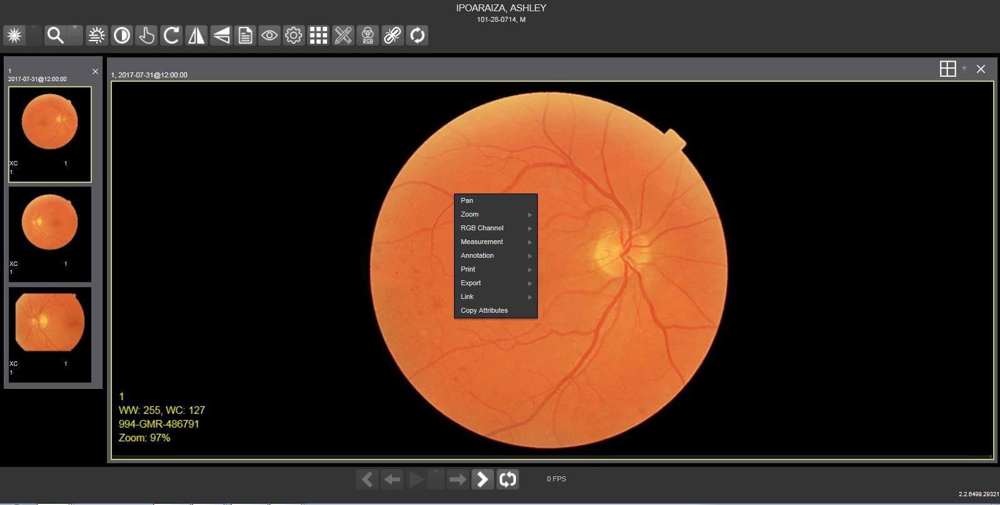 IPOARAIZA, ASHLEY
101-28-0714, M
RGB
1
2017-07-31@12:00:00
XC 1
1
XC 1
1
XC 1
1
1, 2017-07-31@12:00:00
Pan
Zoom
RGB Channel
Measurement
Annotation
Print
Export
Link
Copy Attributes
1
WW: 255, WC: 127
994-GMR-486791
Zoom: 97%
0 FPS
2.2.6499.29321